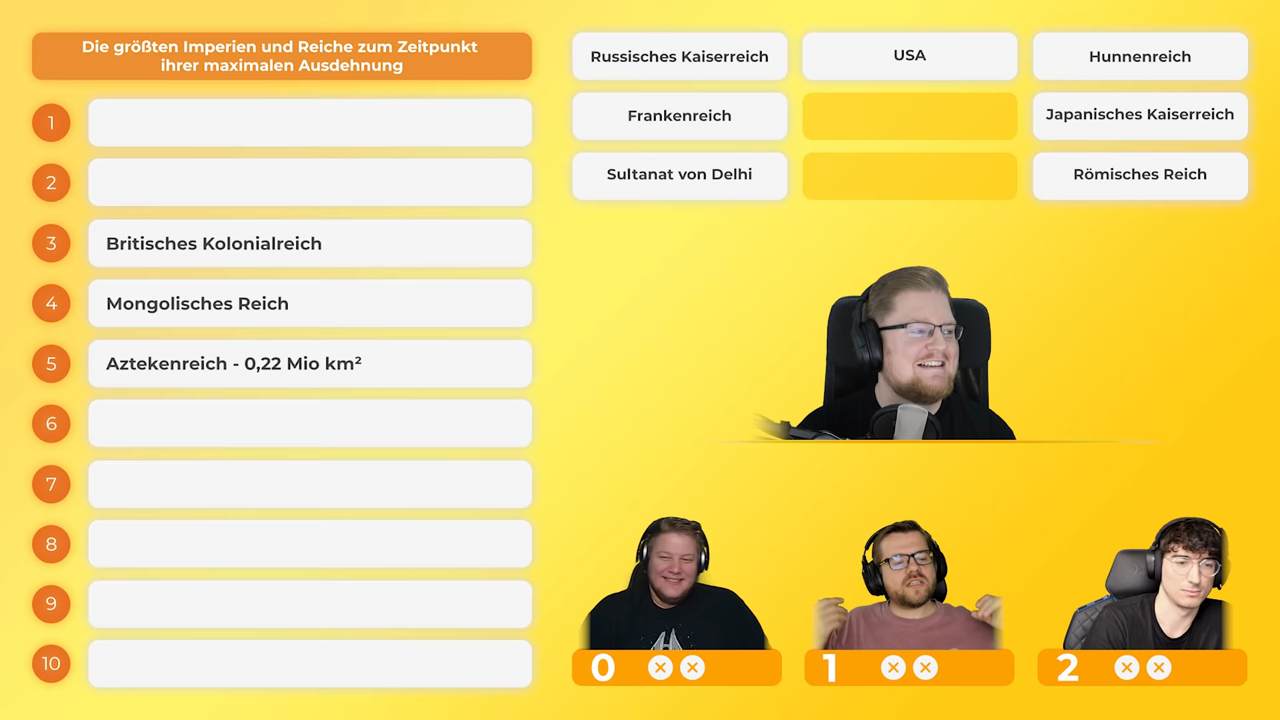 Die größten Imperien und Reiche zum Zeitpunkt
ihrer maximalen Ausdehnung
1
2
3 Britisches Kolonialreich
4 Mongolisches Reich
5 Aztekenreich - 0,22 Mio km²
6
7
8
9
10
Russisches Kaiserreich USA Hunnenreich
Frankenreich Japanisches Kaiserreich
Sultanat von Delhi Römisches Reich
0 1 2